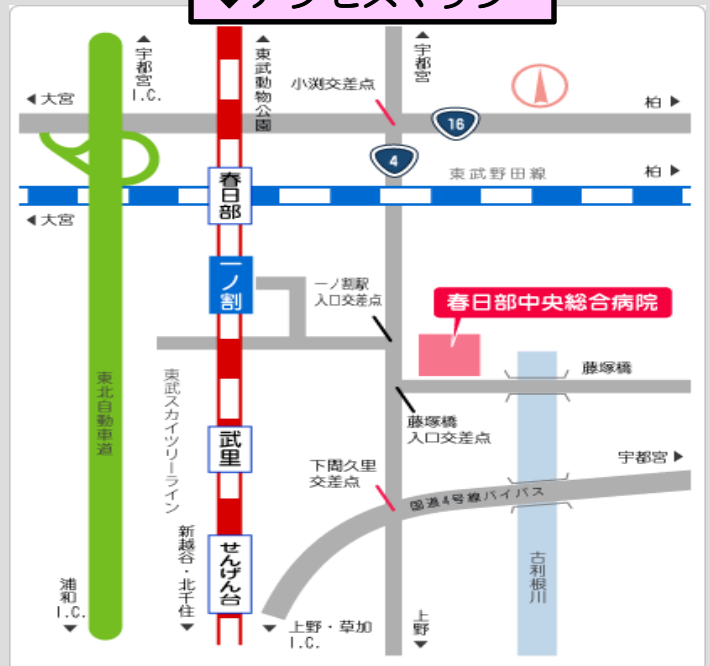 ◀大宮
▲宇都宮I.C.
▲東武動物公園
小渕交差点
▲宇都宮
柏▶
16
4
東武野田線
柏▶
春日部
◀大宮
一ノ割
一ノ割駅
入口交差点
春日部中央総合病院
藤塚橋
東北自動車道
東武スカイツリーライン
藤塚橋
入口交差点
武里
下間久里
交差点
宇都宮▶
国道4号線バイパス
新越谷・北千住▼
せんげん台
古利根川
浦和I.C.▼
▼上野・草加
I.C.
上野▼